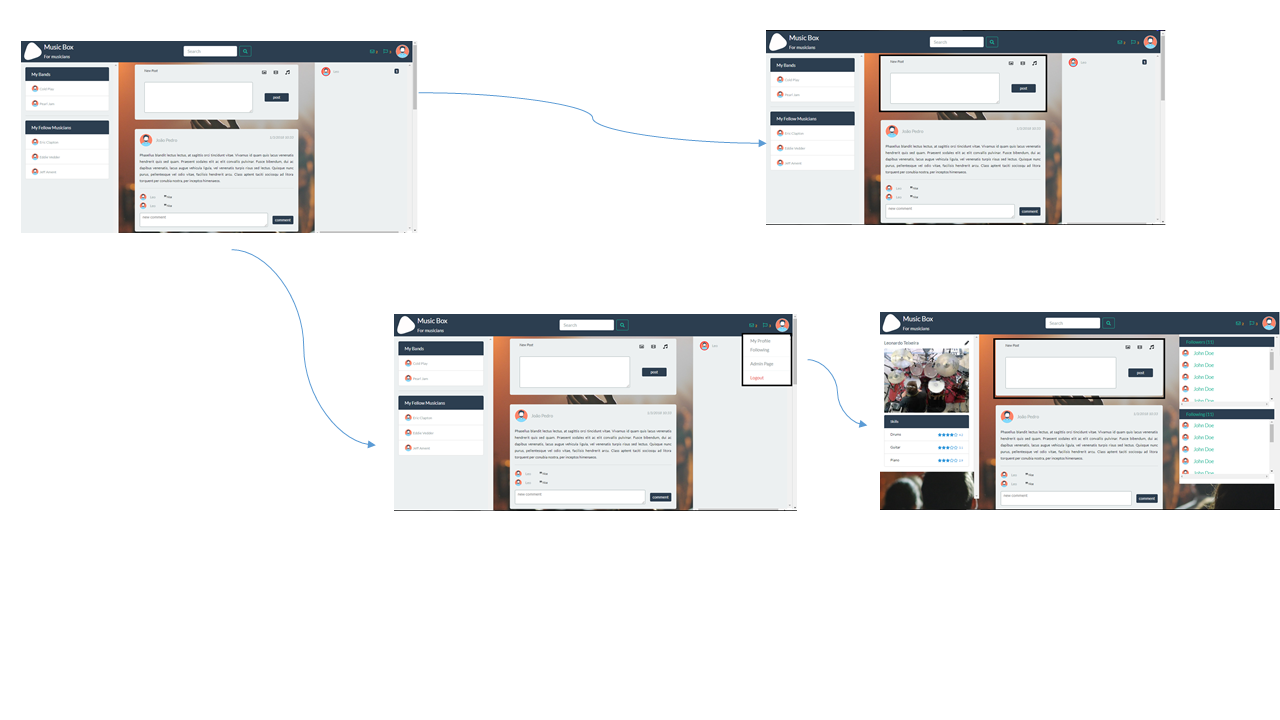 Music Box
For musicians
Search
My Bands
Cold Play
Pearl Jam
My Fellow Musicians
Eric Clapton
Eddie Vedder
Jeff Ament
New Post
post
João Pedro
Phasellus blandit lectus lectus, at sagittis orci tincidunt vitae. Vivamus id quam quis lacus venenatis
hendrerit quis sed quam. Praesent sodales elit ac elit convallis pulvinar. Fusce bibendum, dui ac
dapibus venenatis, lacus augue vehicula ligula, vel venenatis turpis risus sed lectus. Quisque nunc
purus, pellentesque vel odio vitae, facilisis hendrerit arcu. Class aptent taciti sociosqu ad litora
torquent per conubia nostra, per inceptos himenaeos.
new comment
comment
Music Box
For musicians
Search
My Bands
Cold Play
Pearl Jam
My Fellow Musicians
Eric Clapton
Eddie Vedder
Jeff Ament
New Post
post
João Pedro
Phasellus blandit lectus lectus, at sagittis orci tincidunt vitae. Vivamus id quam quis lacus venenatis
hendrerit quis sed quam. Praesent sodales elit ac elit convallis pulvinar. Fusce bibendum, dui ac
dapibus venenatis, lacus augue vehicula ligula, vel venenatis turpis risus sed lectus. Quisque nunc
purus, pellentesque vel odio vitae, facilisis hendrerit arcu. Class aptent taciti sociosqu ad litora
torquent per conubia nostra, per inceptos himenaeos.
new comment
comment
Music Box
For musicians
Search
My Profile
Following
Admin Page
Logout
My Bands
Cold Play
Pearl Jam
My Fellow Musicians
Eric Clapton
Eddie Vedder
Jeff Ament
New Post
post
João Pedro
Phasellus blandit lectus lectus, at sagittis orci tincidunt vitae. Vivamus id quam quis lacus venenatis
hendrerit quis sed quam. Praesent sodales elit ac elit convallis pulvinar. Fusce bibendum, dui ac
dapibus venenatis, lacus augue vehicula ligula, vel venenatis turpis risus sed lectus. Quisque nunc
purus, pellentesque vel odio vitae, facilisis hendrerit arcu. Class aptent taciti sociosqu ad litora
torquent per conubia nostra, per inceptos himenaeos.
new comment
comment
Music Box
For musicians
Search
Leonardo Teixeira
Skills
Drums
Guitar
Piano
New Post
post
João Pedro
Phasellus blandit lectus lectus, at sagittis orci tincidunt vitae. Vivamus id quam quis lacus venenatis
hendrerit quis sed quam. Praesent sodales elit ac elit convallis pulvinar. Fusce bibendum, dui ac
dapibus venenatis, lacus augue vehicula ligula, vel venenatis turpis risus sed lectus. Quisque nunc
purus, pellentesque vel odio vitae, facilisis hendrerit arcu. Class aptent taciti sociosqu ad litora
torquent per conubia nostra, per inceptos himenaeos.
new comment
comment
Followers (11)
John Doe
John Doe
John Doe
John Doe
John Doe
Following (11)
John Doe
John Doe
John Doe
John Doe
John Doe